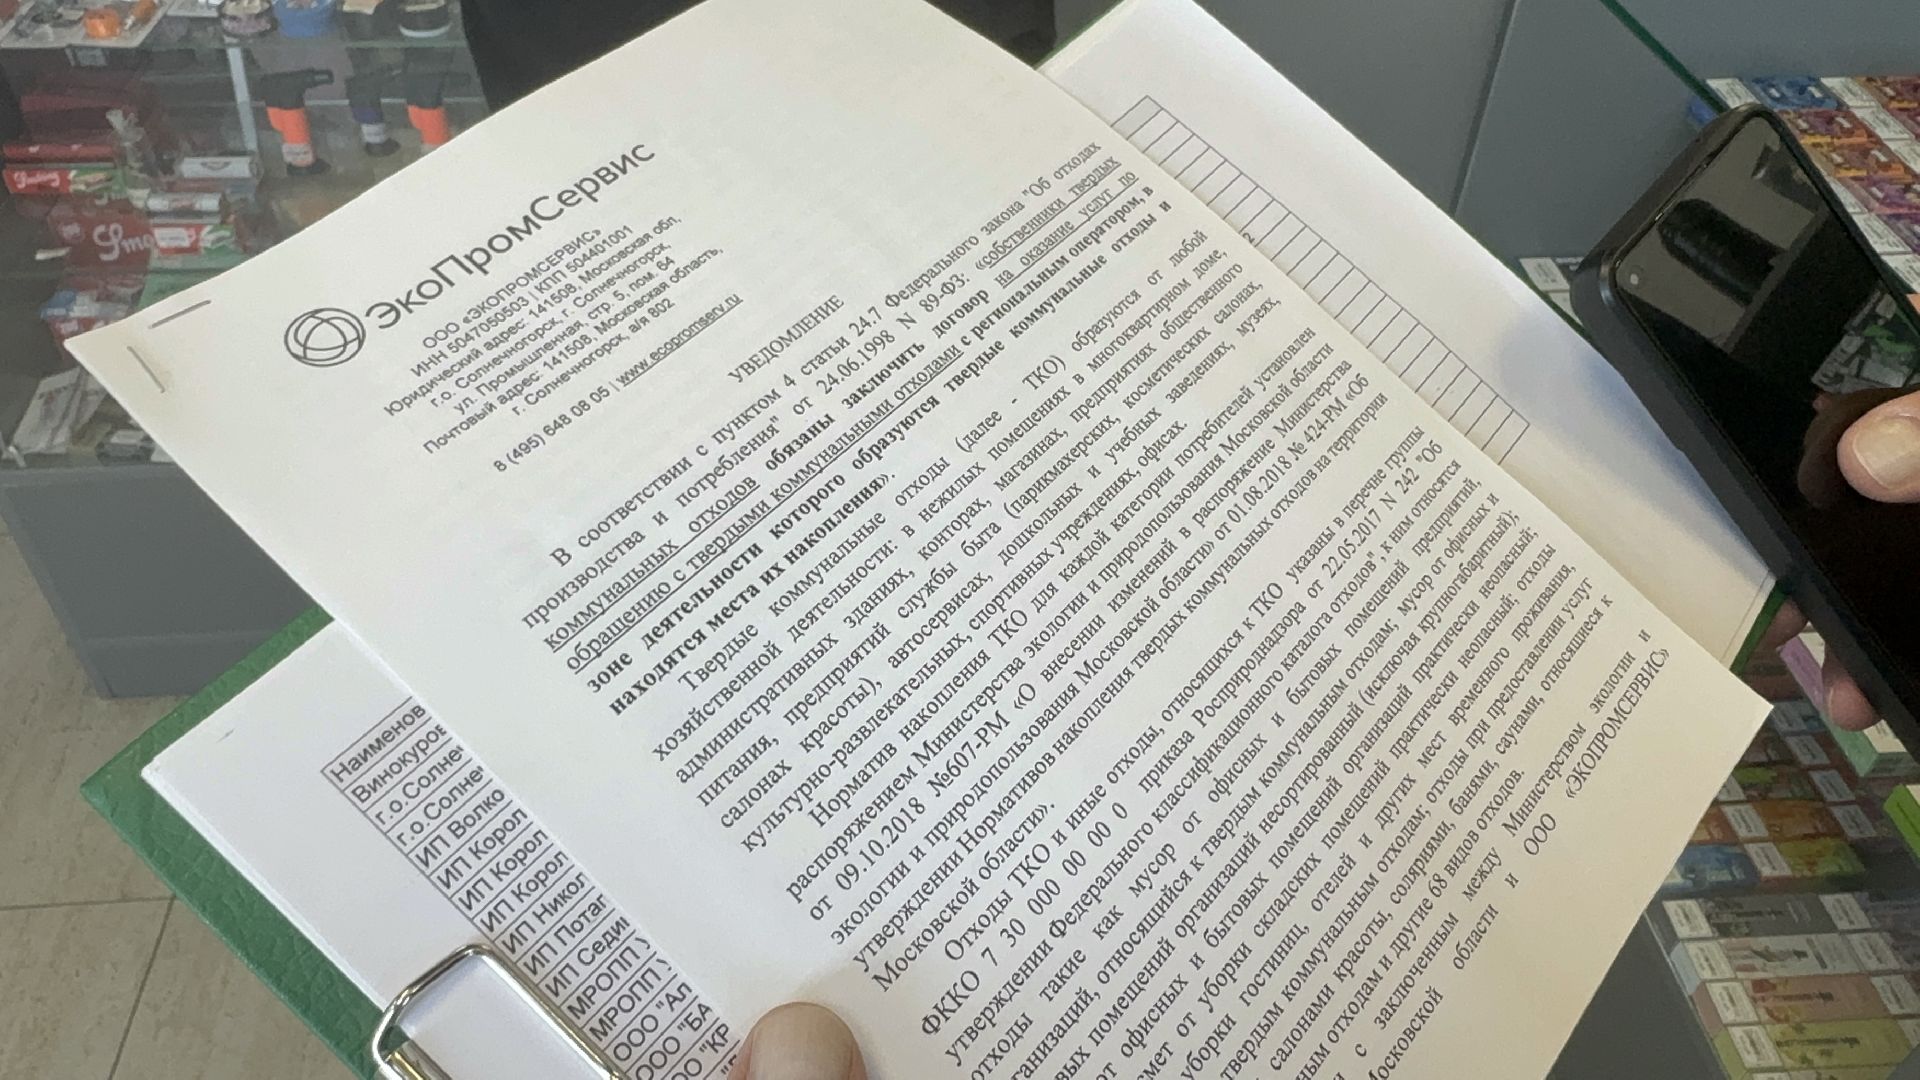 ЭкоПромСервис
ООО «ЭКОПРОМСЕРВИС»
ИНН 5047050503 | КПП 504401001
Юридический адрес: 141508, Московская обл,
г.о. Солнечногорск, г. Солнечногорск,
ул. Промышленная, стр. 5, пом. 64
Почтовый адрес: 141508, Московская область,
г. Солнечногорск, а/я 802
8 (495) 648 08 05 | www.ecopromserv.ru
УВЕДОМЛЕНИЕ
В соответствии с пунктом 4 статьи 24.7 Федерального закона "Об отходах
производства и потребления" от 24.06.1998 N 89-ФЗ: «собственники твердых
коммунальных отходов обязаны заключить договор на оказание услуг по
обращению с твердыми коммунальными отходами с региональным оператором, в
зоне деятельности которого образуются твердые коммунальные отходы и
находятся места их накопления».
Твердые коммунальные отходы (далее - ТКО) образуются от любой
хозяйственной деятельности: в нежилых помещениях в многоквартирном доме,
административных зданиях, конторах, магазинах, предприятиях общественного
питания, предприятий службы быта (парикмахерских, косметических салонах,
салонах красоты), автосервисах, дошкольных и учебных заведениях, музеях,
культурно-развлекательных, спортивных учреждениях, офисах.
Норматив накопления ТКО для каждой категории потребителей установлен
распоряжением Министерства экологии и природопользования Московской области
от 09.10.2018 №607-РМ «О внесении изменений в распоряжение Министерства
экологии и природопользования Московской области» от 01.08.2018 № 424-РМ «Об
утверждении Нормативов накопления твердых коммунальных отходов на территории
Московской области».
Отходы ТКО и иные отходы, относящихся к ТКО указаны в перечне группы
ФККО 7 30 000 00 00 0 приказа Росприроднадзора от 22.05.2017 N 242 "Об
утверждении Федерального классификационного каталога отходов", к ним относятся
отходы такие как мусор от офисных и бытовых помещений предприятий,
организаций, относящийся к твердым коммунальным отходам; мусор от офисных и
бытовых помещений организаций несортированный (исключая крупногабаритный);
от офисных и бытовых помещений организаций практически неопасный;
смет от уборки складских помещений практически неопасный; отходы
уборки гостиниц, отелей и других мест временного проживания,
твердым коммунальным отходам; отходы при предоставлении услуг
салонами красоты, соляриями, банями, саунами, относящиеся к
отходам и другие 68 видов отходов.
с заключенным между Министерством экологии и
Московской области и ООО «ЭКОПРОМСЕРВИС»
Наименов
Винокуров
г.о.Солнеч
г.о.Солнеч
ИП Волко
ИП Корол
ИП Корол
ИП Корол
ИП Никол
ИП Потап
ИП Седи
МРОПП
МРОПП
ООО "Ал
ООО "БА
ООО "КР